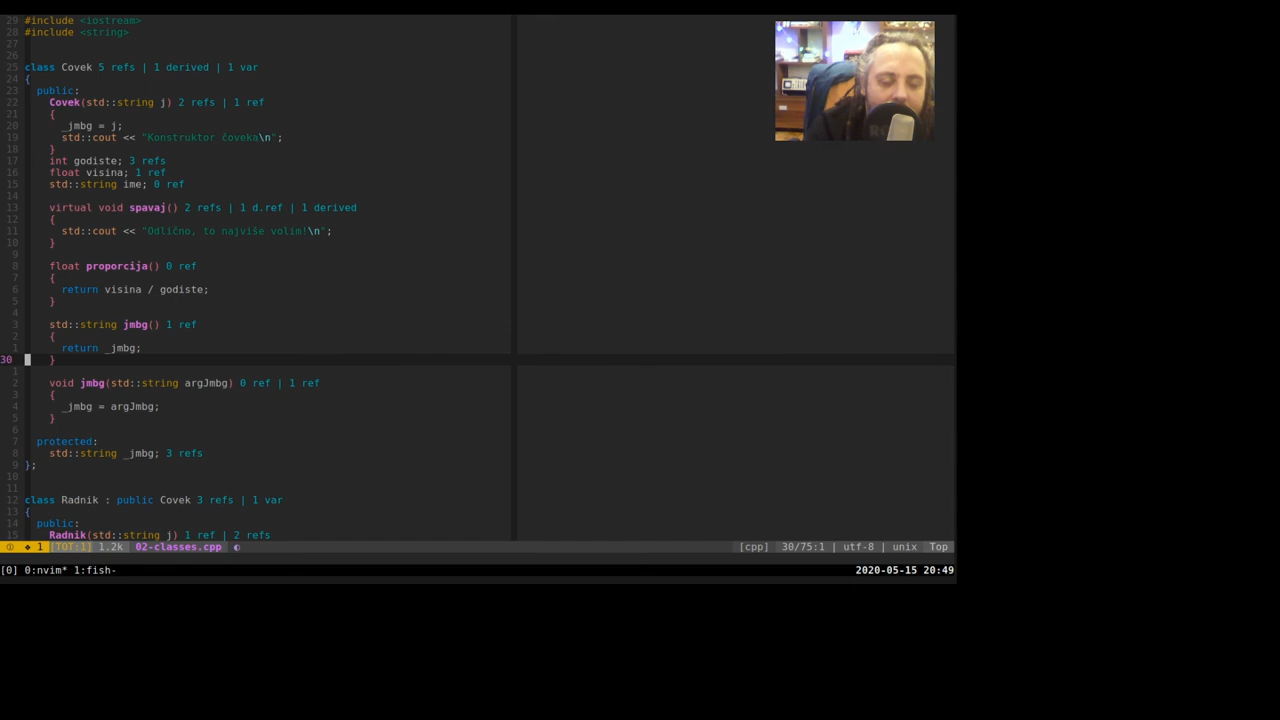 29 #include <iostream>
28 #include <string>
27
26
25 class Covek 5 refs | 1 derived | 1 var
24 {
23   public:
22     Covek(std::string j) 2 refs | 1 ref
21     {
20       _jmbg = j;
19       std::cout << "Konstruktor čoveka\n";
18     }
17     int godiste; 3 refs
16     float visina; 1 ref
15     std::string ime; 0 ref
14
13     virtual void spavaj() 2 refs | 1 d.ref | 1 derived
12     {
11       std::cout << "Odlično, to najviše volim!\n";
10     }
9
8     float proporcija() 0 ref
7     {
6       return visina / godiste;
5     }
4
3     std::string jmbg() 1 ref
2     {
1       return _jmbg;
30     }
1
2     void jmbg(std::string argJmbg) 0 ref | 1 ref
3     {
4       _jmbg = argJmbg;
5     }
6
7   protected:
8     std::string _jmbg; 3 refs
9 };
10
11
12 class Radnik : public Covek 3 refs | 1 var
13 {
14   public:
15     Radnik(std::string j) 1 ref | 2 refs
1 [TOT:1] 1.2k 02-classes.cpp [cpp] 30/75:1 | utf-8 | unix Top
[0] 0:nvim* 1:fish- 2020-05-15 20:49